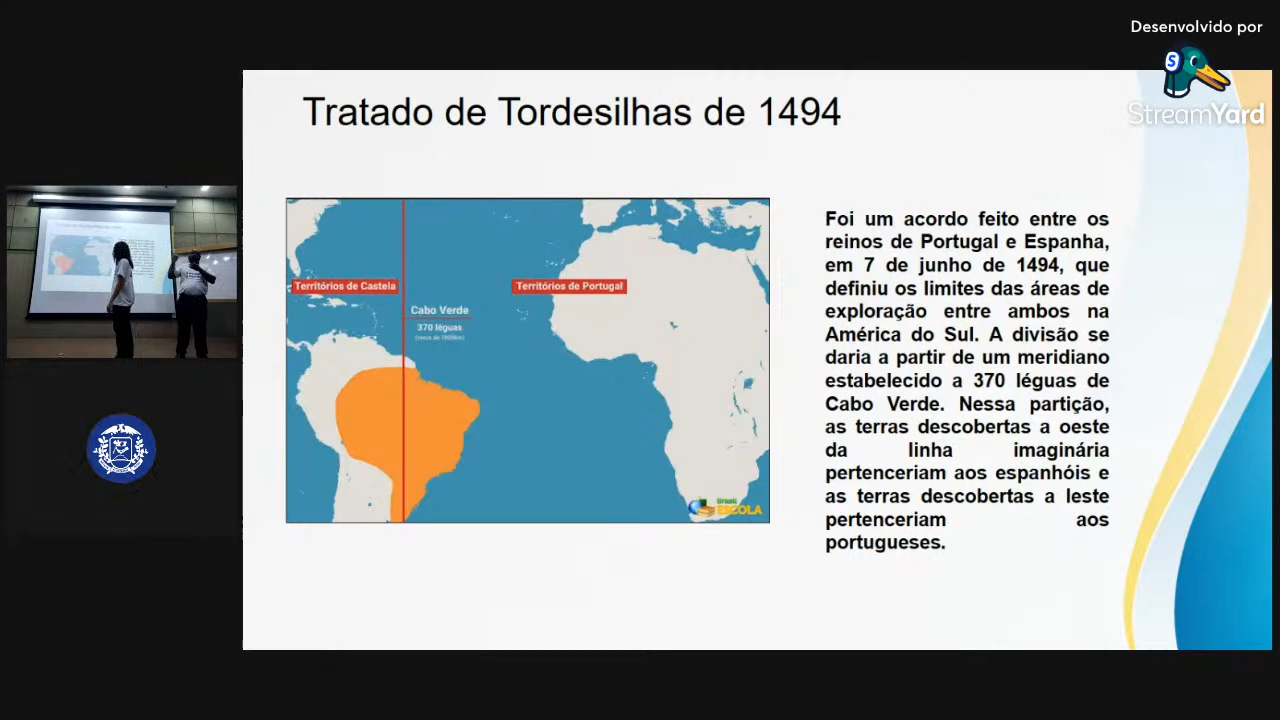 Desenvolvido por
StreamYard
Tratado de Tordesilhas de 1494
Territórios de Castela
Territórios de Portugal
Cabo Verde
370 léguas
Brasil
ESCOLA
Foi um acordo feito entre os
reinos de Portugal e Espanha,
em 7 de junho de 1494, que
definiu os limites das áreas de
exploração entre ambos na
América do Sul. A divisão se
daria a partir de um meridiano
estabelecido a 370 léguas de
Cabo Verde. Nessa partição,
as terras descobertas a oeste
da linha imaginária
pertenceriam aos espanhóis e
as terras descobertas a leste
pertenceriam aos
portugueses.